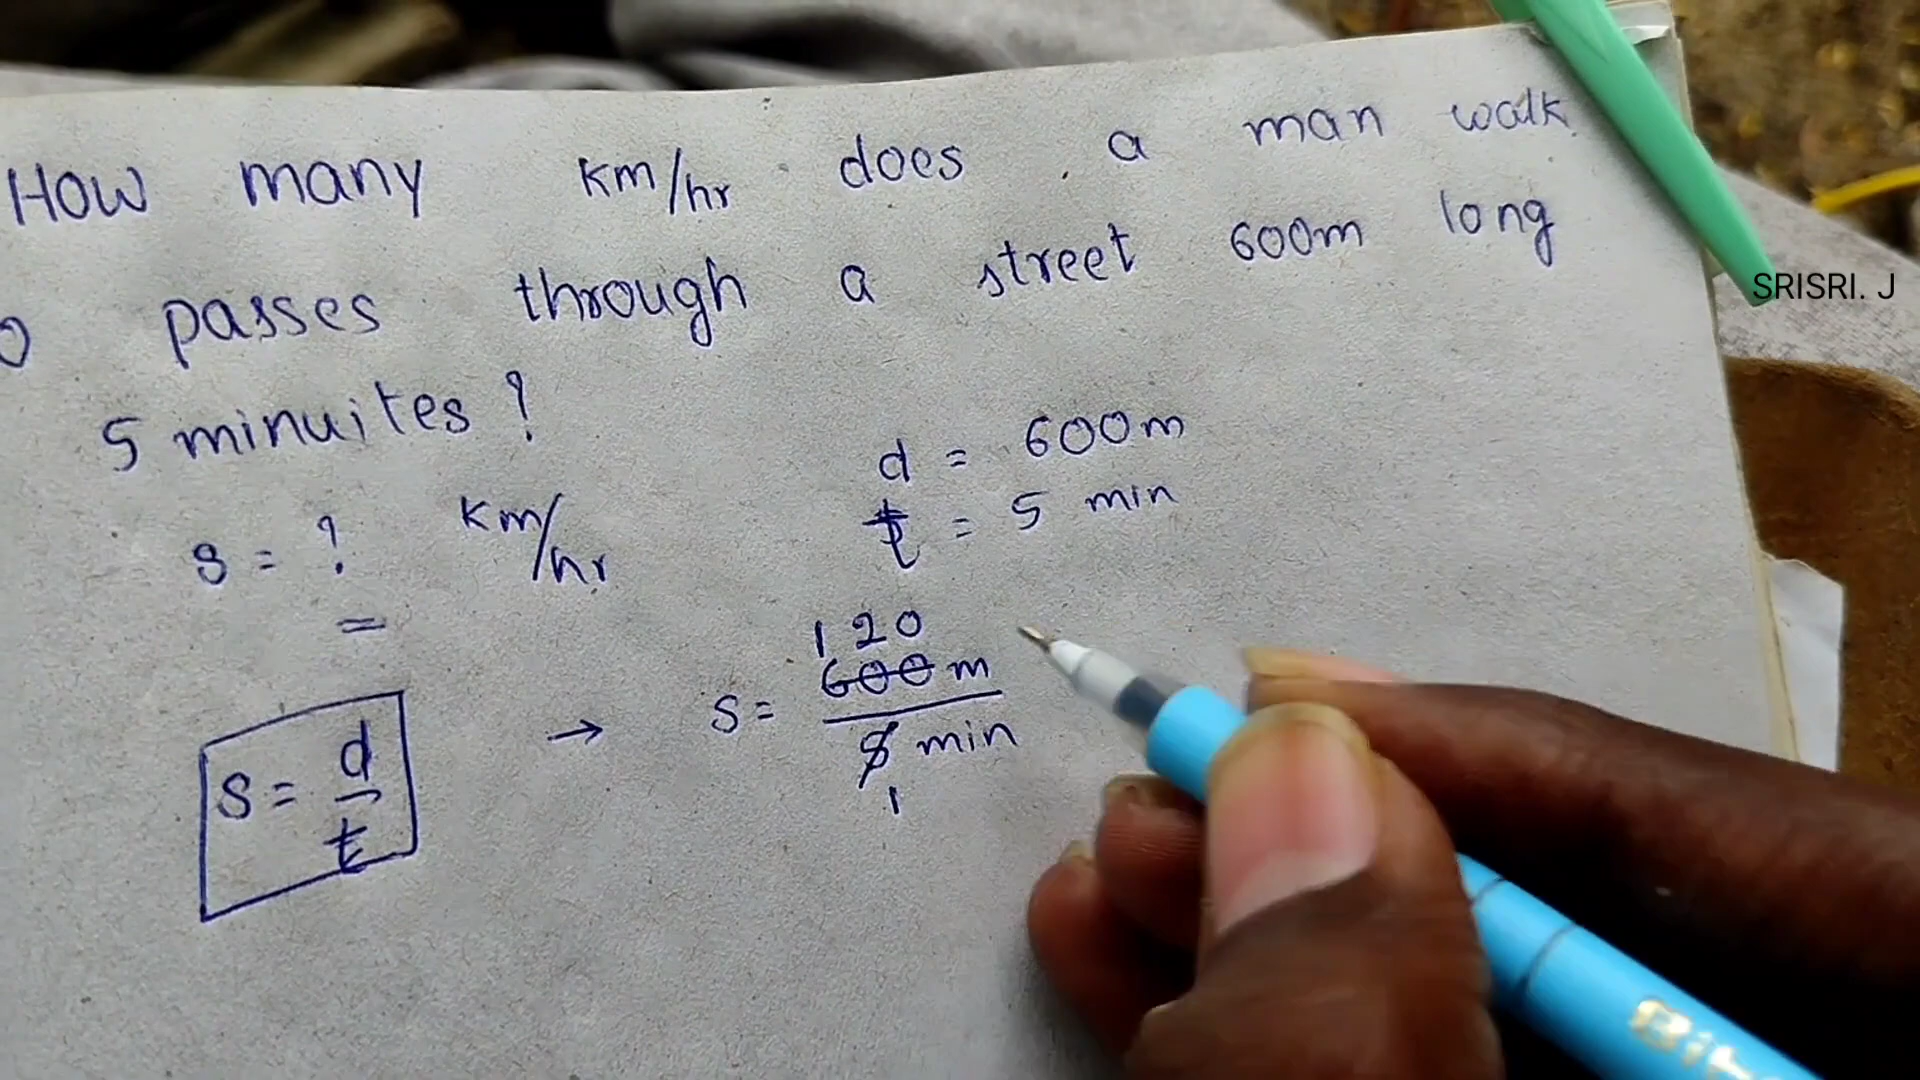 How many km/hr does a man walk
passes through a street 600m long
5 minuites ?
d = 600m
t = 5 min
s = ? km/hr
=
120
s = d/t → s = 600m / 5 min
1
SRISRI. J